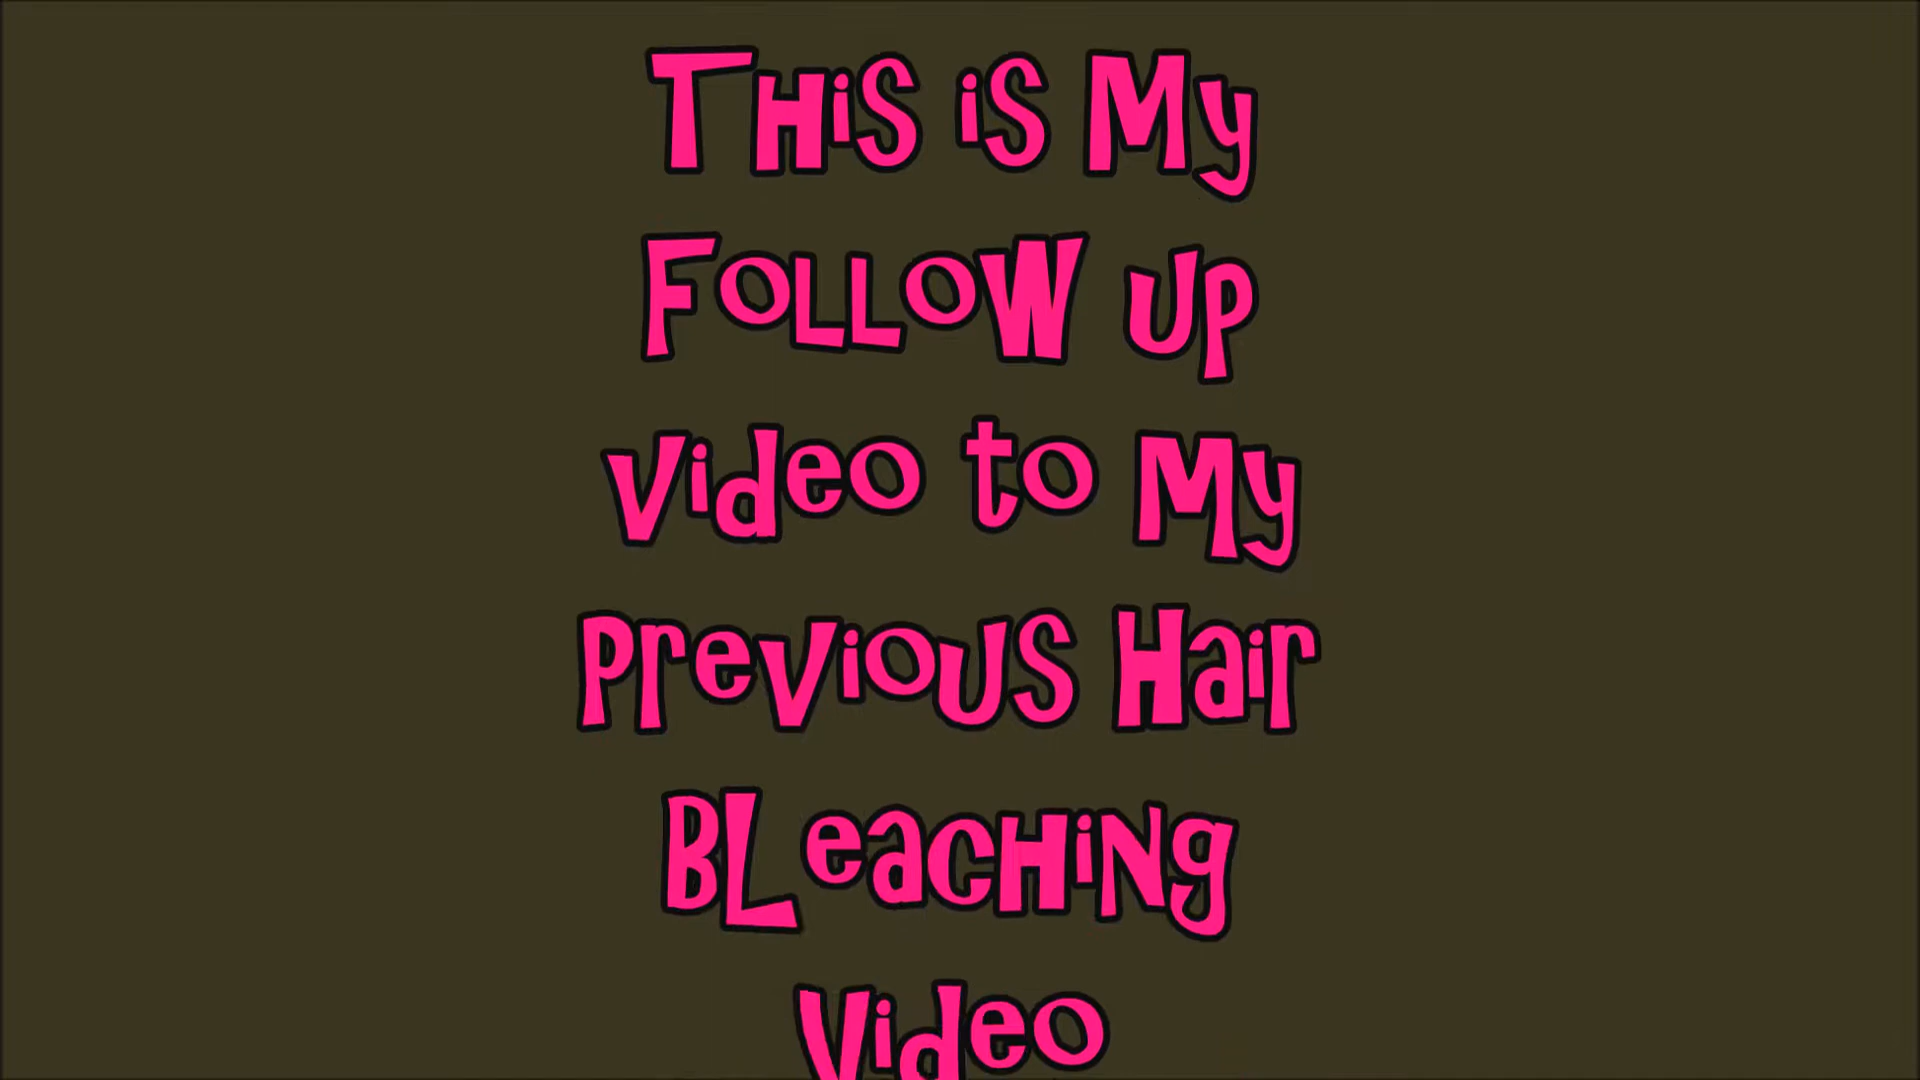 This is My
Follow up
video to My
previous Hair
Bleaching
Video